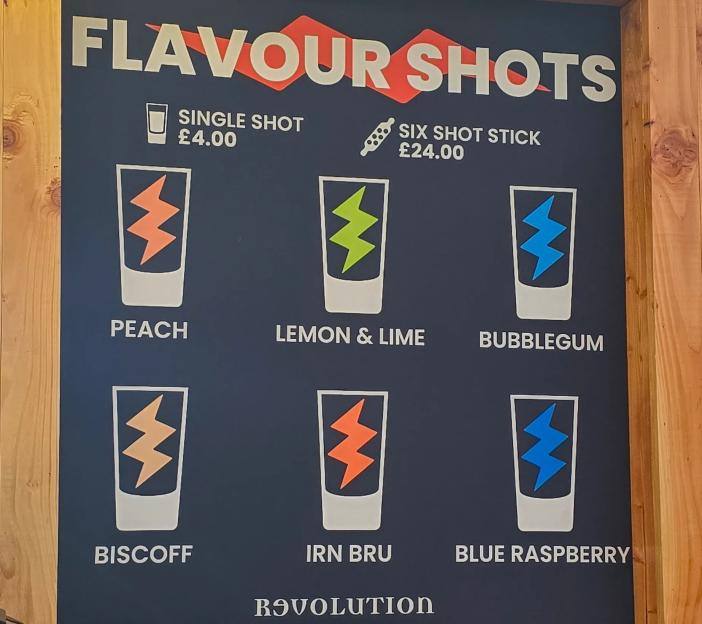 FLAVOUR SHOTS
SINGLE SHOT
£4.00
SIX SHOT STICK
£24.00
PEACH
LEMON & LIME
BUBBLEGUM
BISCOFF
IRN BRU
BLUE RASPBERRY
REVOLUTION